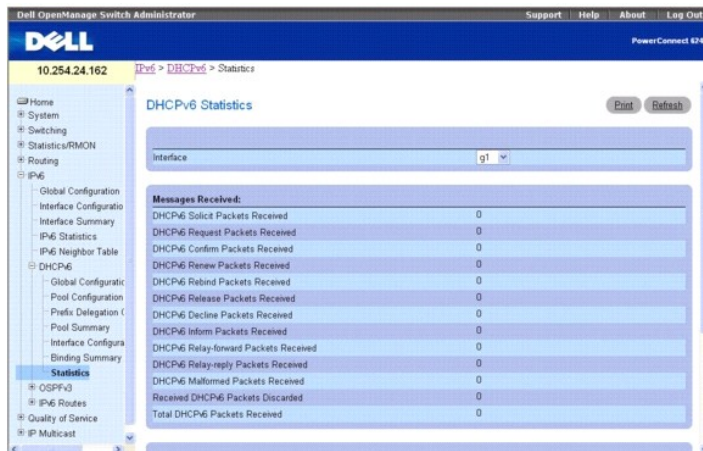 Dell OpenManage Switch Administrator
Support Help About Log Out
DELL
PowerConnect 624
10.254.24.162
IPv6 > DHCPv6 > Statistics
Home
System
Switching
Statistics/RMON
Routing
IPv6
Global Configuration
Interface Configuratio
Interface Summary
IPv6 Statistics
IPv6 Neighbor Table
DHCPv6
Global Configuratic
Pool Configuration
Prefix Delegation (
Pool Summary
Interface Configura
Binding Summary
Statistics
OSPFv3
IPv6 Routes
Quality of Service
IP Multicast
DHCPv6 Statistics
Print Refresh
Interface g1
Messages Received:
DHCPv6 Solicit Packets Received 0
DHCPv6 Request Packets Received 0
DHCPv6 Confirm Packets Received 0
DHCPv6 Renew Packets Received 0
DHCPv6 Rebind Packets Received 0
DHCPv6 Release Packets Received 0
DHCPv6 Decline Packets Received 0
DHCPv6 Inform Packets Received 0
DHCPv6 Relay-forward Packets Received 0
DHCPv6 Relay-reply Packets Received 0
DHCPv6 Malformed Packets Received 0
Received DHCPv6 Packets Discarded 0
Total DHCPv6 Packets Received 0